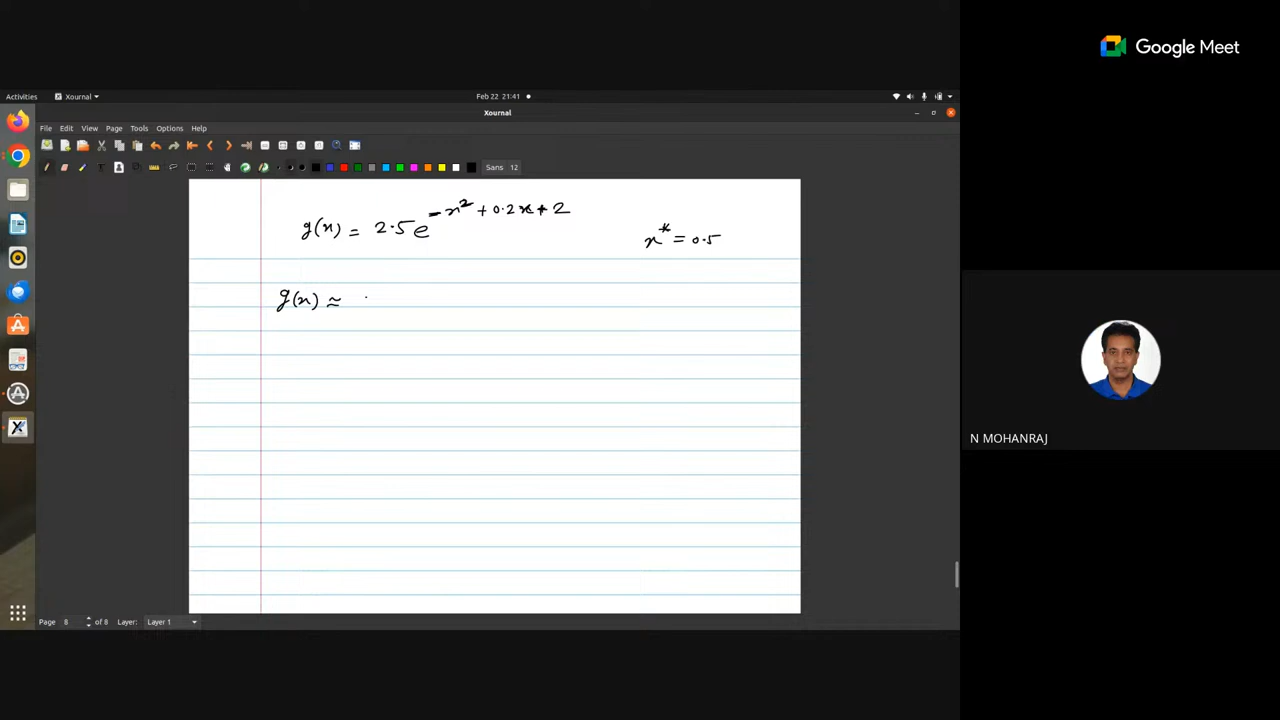 Google Meet
Activities Xournal Feb 22 21:41
Xournal
File Edit View Page Tools Options Help
Sans 12
g(x) = 2.5e^{-x^2 + 0.2x + 2}
x* = 0.5
g(x) ≈
N MOHANRAJ
Page 8 of 8 Layer: Layer 1